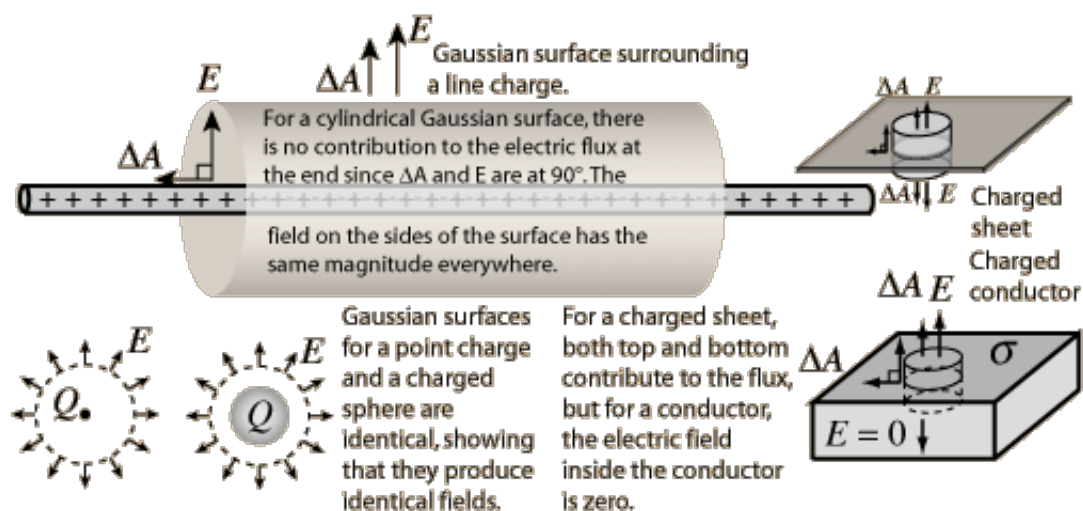 E
ΔA
E
Gaussian surface surrounding
a line charge.
ΔA
For a cylindrical Gaussian surface, there
is no contribution to the electric flux at
the end since ΔA and E are at 90°. The
+ + + + + + + + + + + + + + + + + + + + + + + + + + + + + + +
field on the sides of the surface has the
same magnitude everywhere.
ΔA E
ΔA E
Charged
sheet
Charged
conductor
ΔA E
ΔA
σ
E = 0
E
Q
E
Q
Gaussian surfaces
for a point charge
and a charged
sphere are
identical, showing
that they produce
identical fields.
For a charged sheet,
both top and bottom
contribute to the flux,
but for a conductor,
the electric field
inside the conductor
is zero.